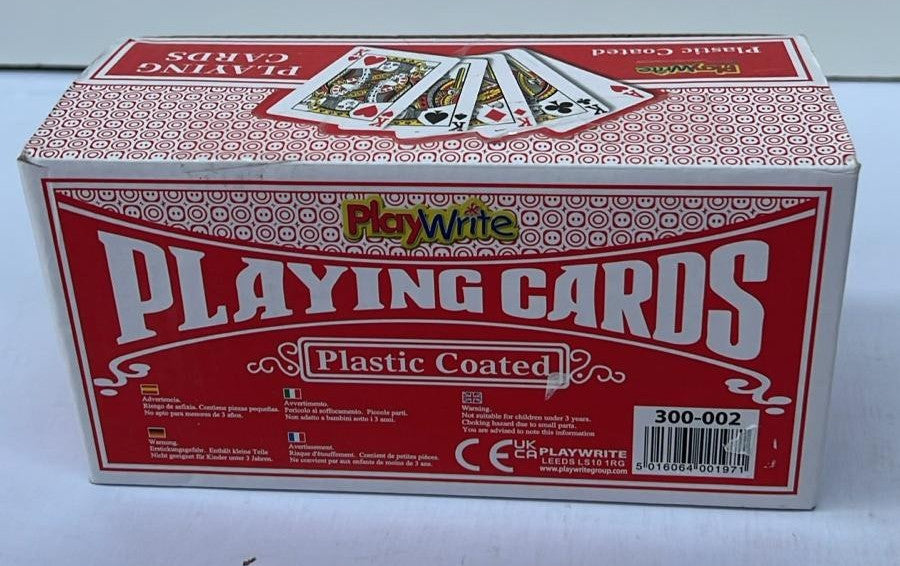 PLAYING
CARDS
Plastic Coated
PlayWrite
K
K
K
K
K
PlayWrite
PLAYING CARDS
Plastic Coated
Advertencia.
Riesgo de asfixia. Contiene piezas pequeñas.
No apto para menores de 3 años.
Avvertimento.
Pericolo si soffocamento. Piccole parti.
Non adatto a bambini sotto i 3 anni.
Warning.
Not suitable for children under 3 years.
Choking hazard due to small parts.
You are advised to note this information
Warnung.
Erstickungsgefahr. Enthält kleine Teile
Nicht geeignet für Kinder unter 3 Jahren.
Avertissement.
Risque d'étouffement. Contient de petites pièces.
Ne convient par aux enfants de moins de 3 ans.
CE
UK
CA
PLAYWRITE
LEEDS LS10 1RG
www.playwritegroup.com
300-002
5 016064 001971